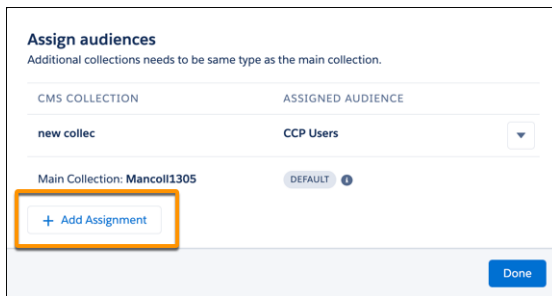 Assign audiences
Additional collections needs to be same type as the main collection.
CMS COLLECTION ASSIGNED AUDIENCE
new collec CCP Users
Main Collection: Mancoll1305 DEFAULT
+ Add Assignment
Done